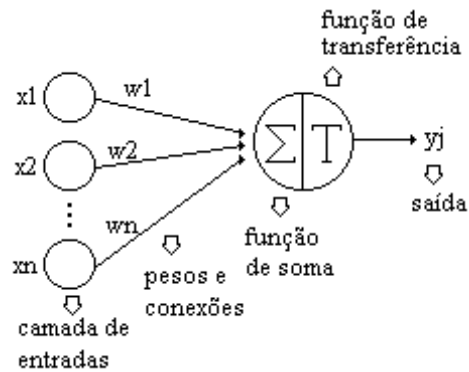 função de
transferência
x1
w1
x2
w2
Σ T
yj
saída
wn
função
de soma
xn
pesos e
conexões
camada de
entradas